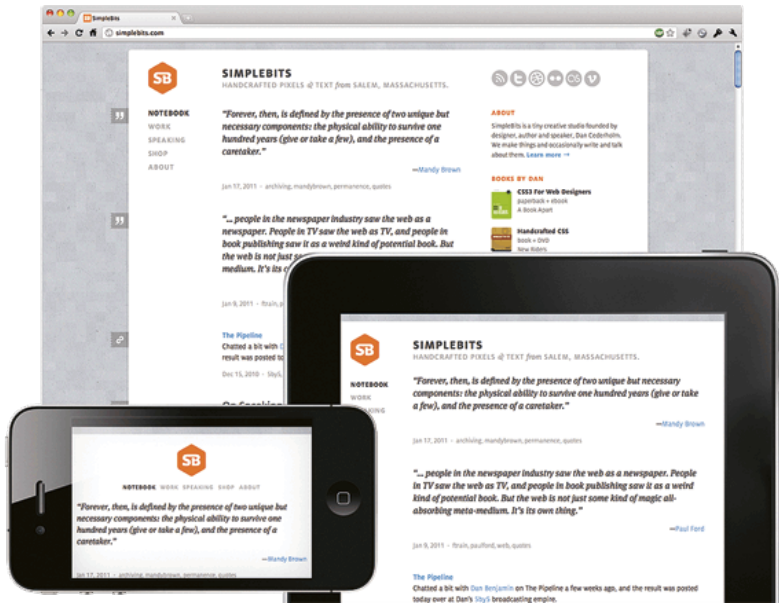 SimpleBits
simplebits.com
SB
SIMPLEBITS
HANDCRAFTED PIXELS & TEXT from SALEM, MASSACHUSETTS.
NOTEBOOK
WORK
SPEAKING
SHOP
ABOUT
“Forever, then, is defined by the presence of two unique but
necessary components: the physical ability to survive one
hundred years (give or take a few), and the presence of a
caretaker.”
—Mandy Brown
Jan 17, 2011 - archiving, mandybrown, permanence, quotes
“... people in the newspaper industry saw the web as a
newspaper. People in TV saw the web as TV, and people in
book publishing saw it as a weird kind of potential book. But
the web is not just
medium. It’s its
Jan 9, 2011 - ftrain,
The Pipeline
Chatted a bit with
result was posted to
Dec 15, 2010 - SbyS,
On Speaking
ABOUT
SimpleBits is a tiny creative studio founded by
designer, author and speaker, Dan Cederholm.
We make things and occasionally write and talk
about them. Learn more →
BOOKS BY DAN
CSS3 For Web Designers
paperback + ebook
A Book Apart
Handcrafted CSS
book + DVD
New Riders
SB
SIMPLEBITS
HANDCRAFTED PIXELS & TEXT from SALEM, MASSACHUSETTS.
NOTEBOOK
WORK
“Forever, then, is defined by the presence of two unique but necessary
components: the physical ability to survive one hundred years (give or take
a few), and the presence of a caretaker.”
—Mandy Brown
Jan 17, 2011 - archiving, mandybrown, permanence, quotes
“... people in the newspaper industry saw the web as a newspaper. People
in TV saw the web as TV, and people in book publishing saw it as a weird
kind of potential book. But the web is not just some kind of magic all-
absorbing meta-medium. It’s its own thing.”
—Paul Ford
Jan 9, 2011 - ftrain, paulford, web, quotes
The Pipeline
Chatted a bit with Dan Benjamin on The Pipeline a few weeks ago, and the result was posted
today over at Dan’s 5by5 broadcasting empire.
SB
NOTEBOOK WORK SPEAKING SHOP ABOUT
“Forever, then, is defined by the presence of two unique but
necessary components: the physical ability to survive one
hundred years (give or take a few), and the presence of a
caretaker.”
—Mandy Brown
Jan 17, 2011 - archiving, mandybrown, permanence, quotes